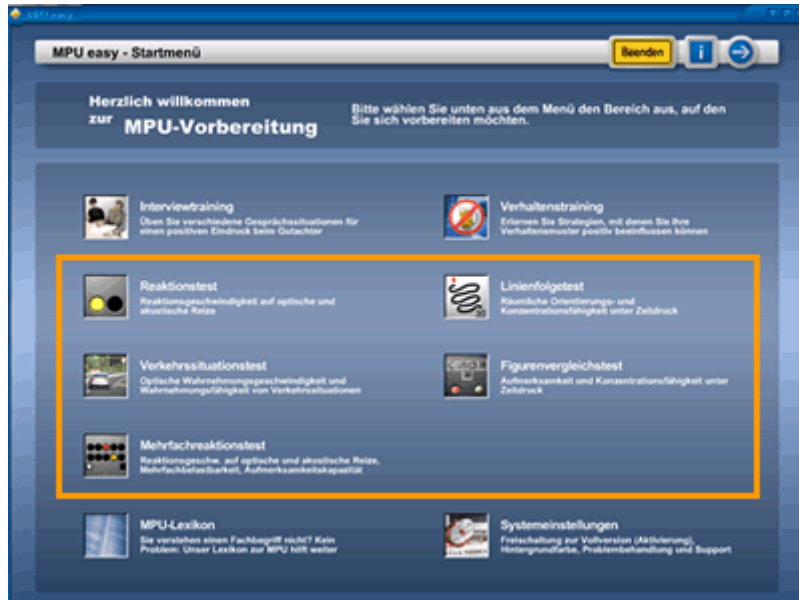 MPU easy
MPU easy - Startmenü
Beenden
i
Herzlich willkommen
zur MPU-Vorbereitung
Bitte wählen Sie unten aus dem Menü den Bereich aus, auf den
Sie sich vorbereiten möchten.
Interviewtraining
Üben Sie verschiedene Gesprächssituationen für
einen positiven Eindruck beim Gutachter
Verhaltenstraining
Erlernen Sie Strategien, mit denen Sie Ihre
Verhaltensmuster positiv beeinflussen können
Reaktionstest
Reaktionsgeschwindigkeit auf optische und
akustische Reize
Linienfolgetest
Räumliche Orientierungs- und
Konzentrationsfähigkeit unter Zeitdruck
Verkehrssituationstest
Optische Wahrnehmungsgeschwindigkeit und
Wahrnehmungsfähigkeit von Verkehrssituationen
Figurenvergleichstest
Aufmerksamkeit und Konzentrationsfähigkeit unter
Zeitdruck
Mehrfachreaktionstest
Reaktionsgeschw. auf optische und akustische Reize,
Mehrfachbelastbarkeit, Aufmerksamkeitskapazität
MPU-Lexikon
Sie verstehen einen Fachbegriff nicht? Kein
Problem: Unser Lexikon zur MPU hilft weiter
Systemeinstellungen
Freischaltung zur Vollversion (Aktivierung),
Hintergrundfarbe, Problembehandlung und Support